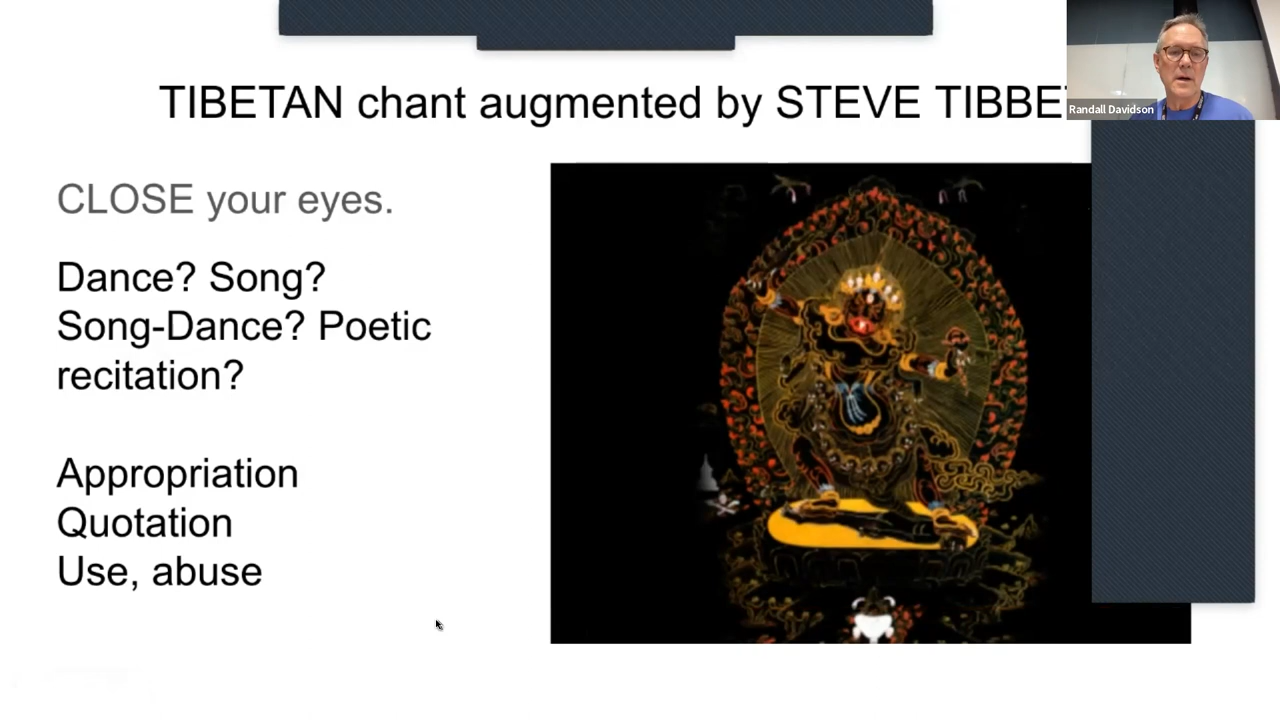 TIBETAN chant augmented by STEVE TIBBE
Randall Davidson
CLOSE your eyes.
Dance? Song?
Song-Dance? Poetic
recitation?
Appropriation
Quotation
Use, abuse